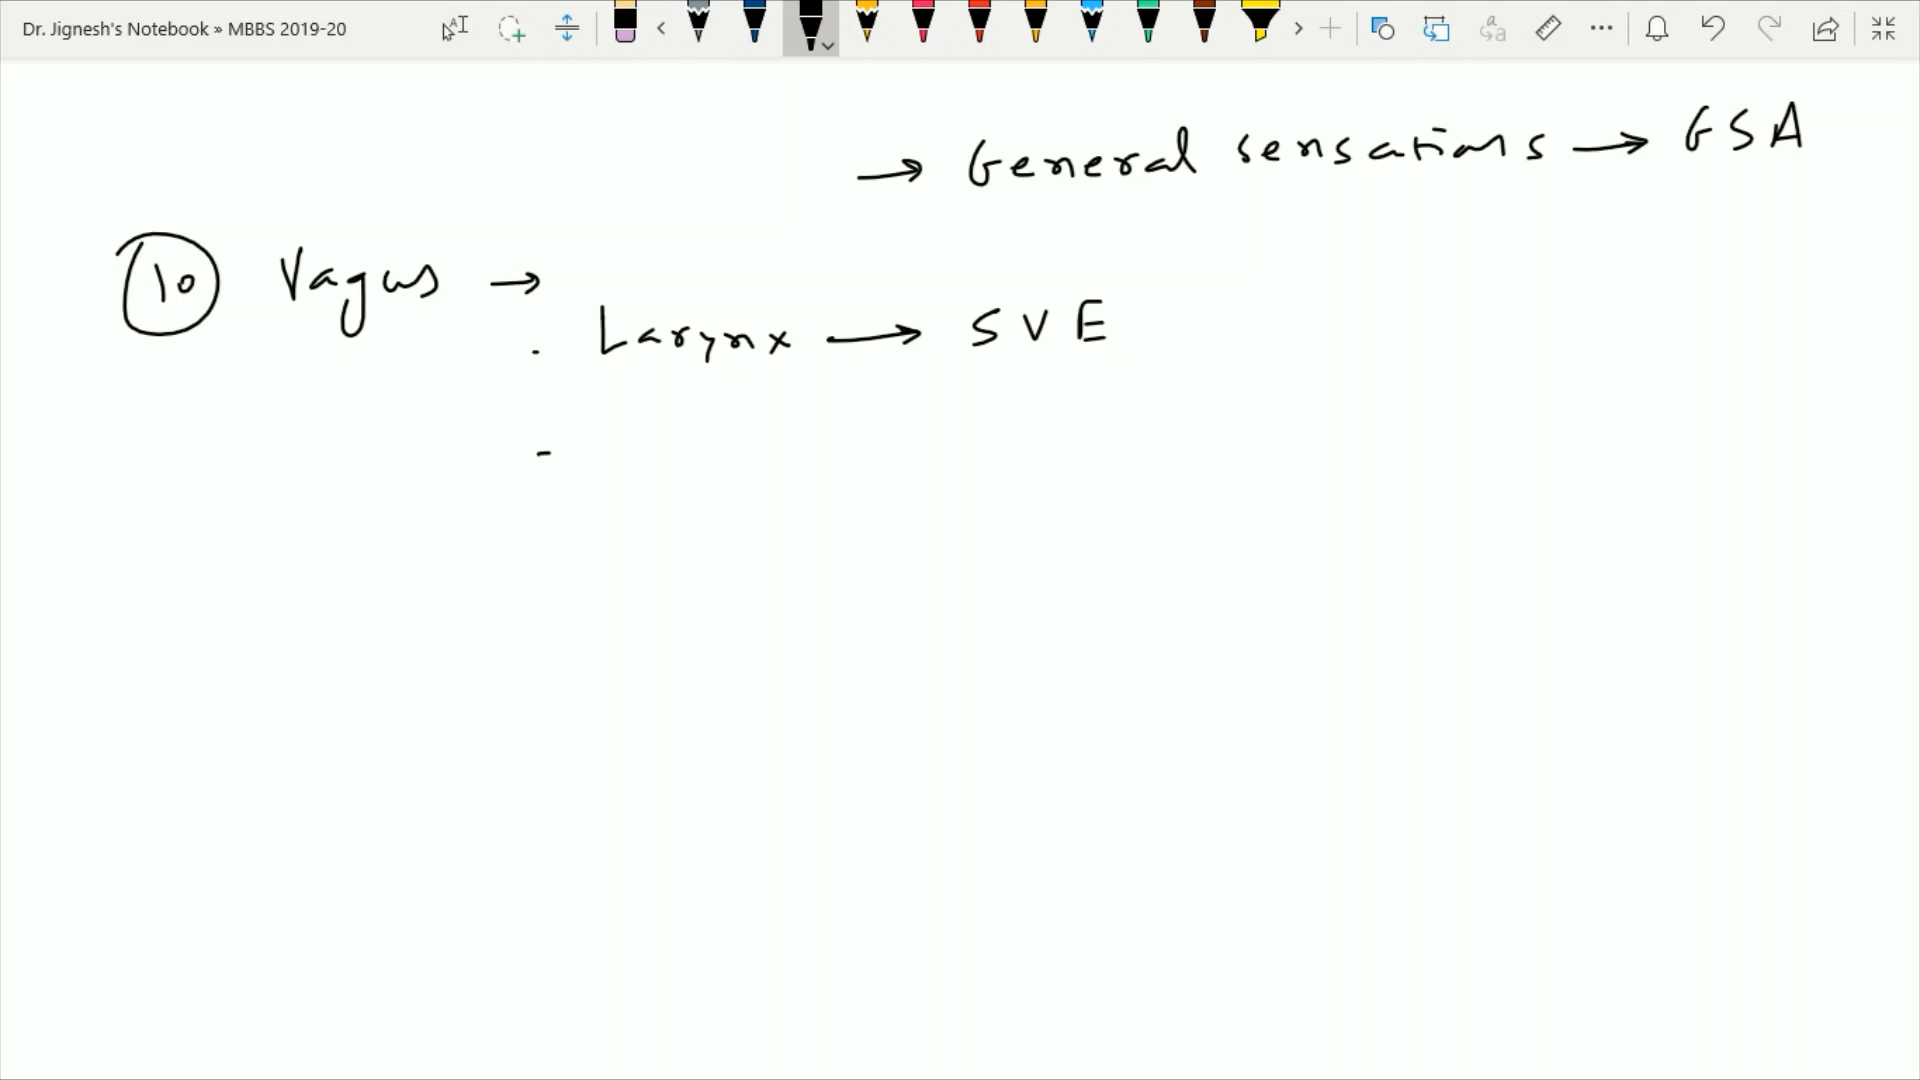 Dr. Jignesh's Notebook » MBBS 2019-20
→ General sensations → GSA
10 Vagus →
. Larynx → SVE
-